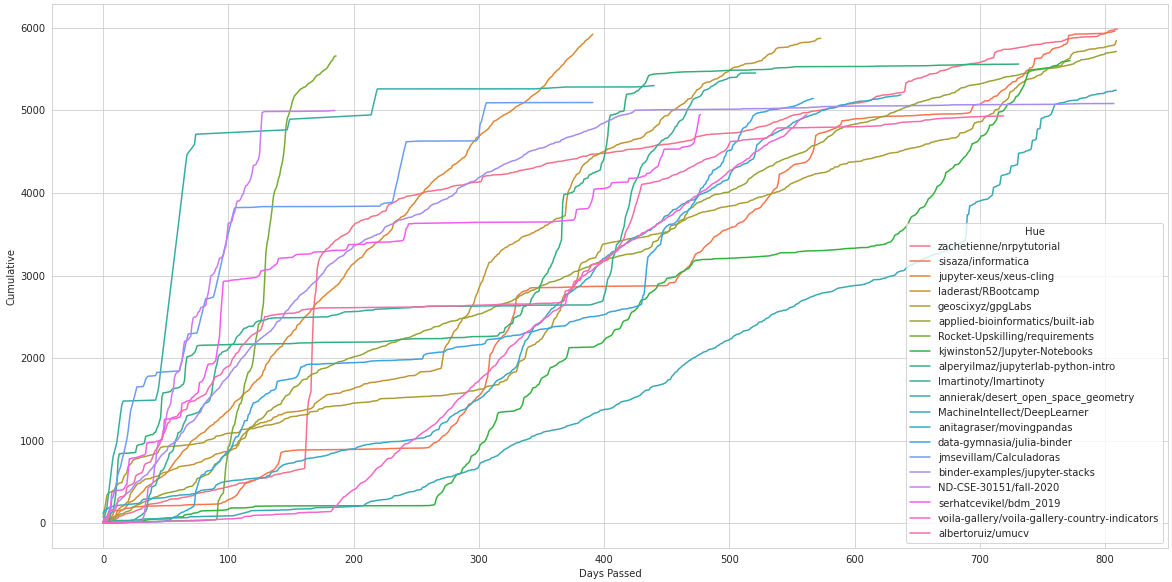 6000
5000
4000
3000
2000
1000
0
Cumulative
0 100 200 300 400 500 600 700 800
Days Passed
Hue
zachetienne/nrpytutorial
sisaza/informatica
jupyter-xeus/xeus-cling
laderast/RBootcamp
geoscixyz/gpgLabs
applied-bioinformatics/built-iab
Rocket-Upskilling/requirements
kjwinston52/Jupyter-Notebooks
alperyilmaz/jupyterlab-python-intro
lmartinoty/lmartinoty
annierak/desert_open_space_geometry
MachineIntellect/DeepLearner
anitagraser/movingpandas
data-gymnasia/julia-binder
jmsevillam/Calculadoras
binder-examples/jupyter-stacks
ND-CSE-30151/fall-2020
serhatcevikel/bdm_2019
voila-gallery/voila-gallery-country-indicators
albertoruiz/umucv